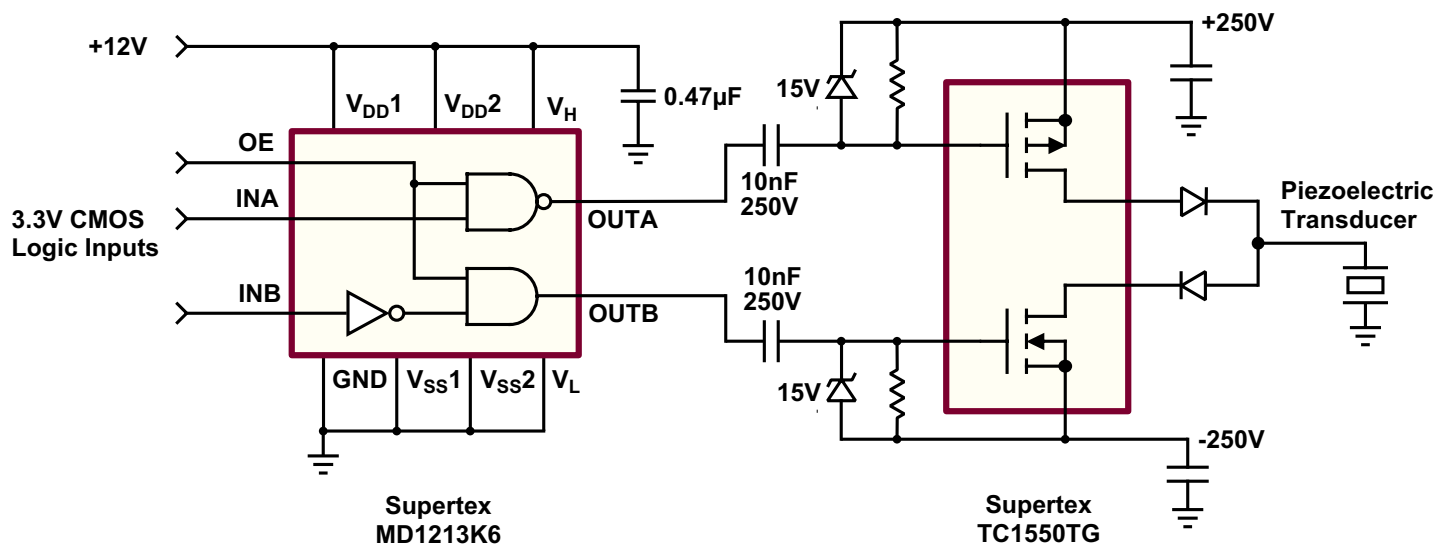 +12V
VDD1
VDD2
VH
0.47µF
15V
+250V
OE
INA
3.3V CMOS
Logic Inputs
OUTA
10nF
250V
Piezoelectric
Transducer
INB
OUTB
10nF
250V
GND
VSS1
VSS2
VL
15V
-250V
Supertex
MD1213K6
Supertex
TC1550TG